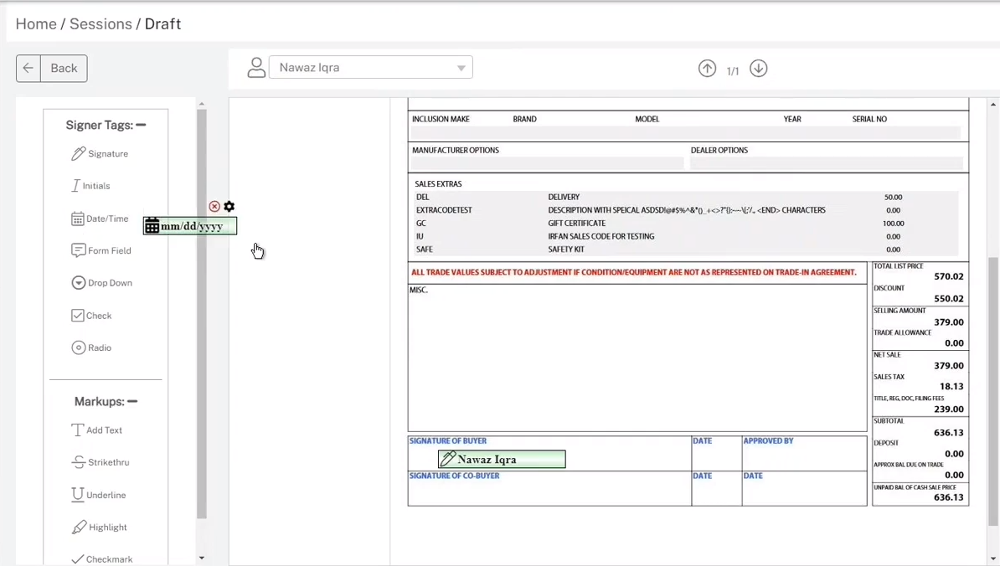 Home / Sessions / Draft
Back
Nawaz Iqra
1/1
Signer Tags:
Signature
Initials
Date/Time
mm/dd/yyyy
Form Field
Drop Down
Check
Radio
Markups:
Add Text
Strikethru
Underline
Highlight
Checkmark
INCLUSION MAKE BRAND MODEL YEAR SERIAL NO
MANUFACTURER OPTIONS DEALER OPTIONS
SALES EXTRAS
DEL DELIVERY 50.00
EXTRACODETEST DESCRIPTION WITH SPEICAL <END> CHARACTERS 0.00
GC GIFT CERTIFICATE 100.00
IU IRFAN SALES CODE FOR TESTING 0.00
SAFE SAFETY KIT 0.00
ALL TRADE VALUES SUBJECT TO ADJUSTMENT IF CONDITION/EQUIPMENT ARE NOT AS REPRESENTED ON TRADE-IN AGREEMENT.
MISC.
TOTAL LIST PRICE
570.02
DISCOUNT
550.02
SELLING AMOUNT
379.00
TRADE ALLOWANCE
0.00
NET SALE
379.00
SALES TAX
18.13
TITLE, REG, DOC, FILING FEES
239.00
SUBTOTAL
636.13
DEPOSIT
0.00
APPROX BAL DUE ON TRADE
0.00
UNPAID BAL OF CASH SALE PRICE
636.13
SIGNATURE OF BUYER DATE APPROVED BY
Nawaz Iqra
SIGNATURE OF CO-BUYER DATE DATE